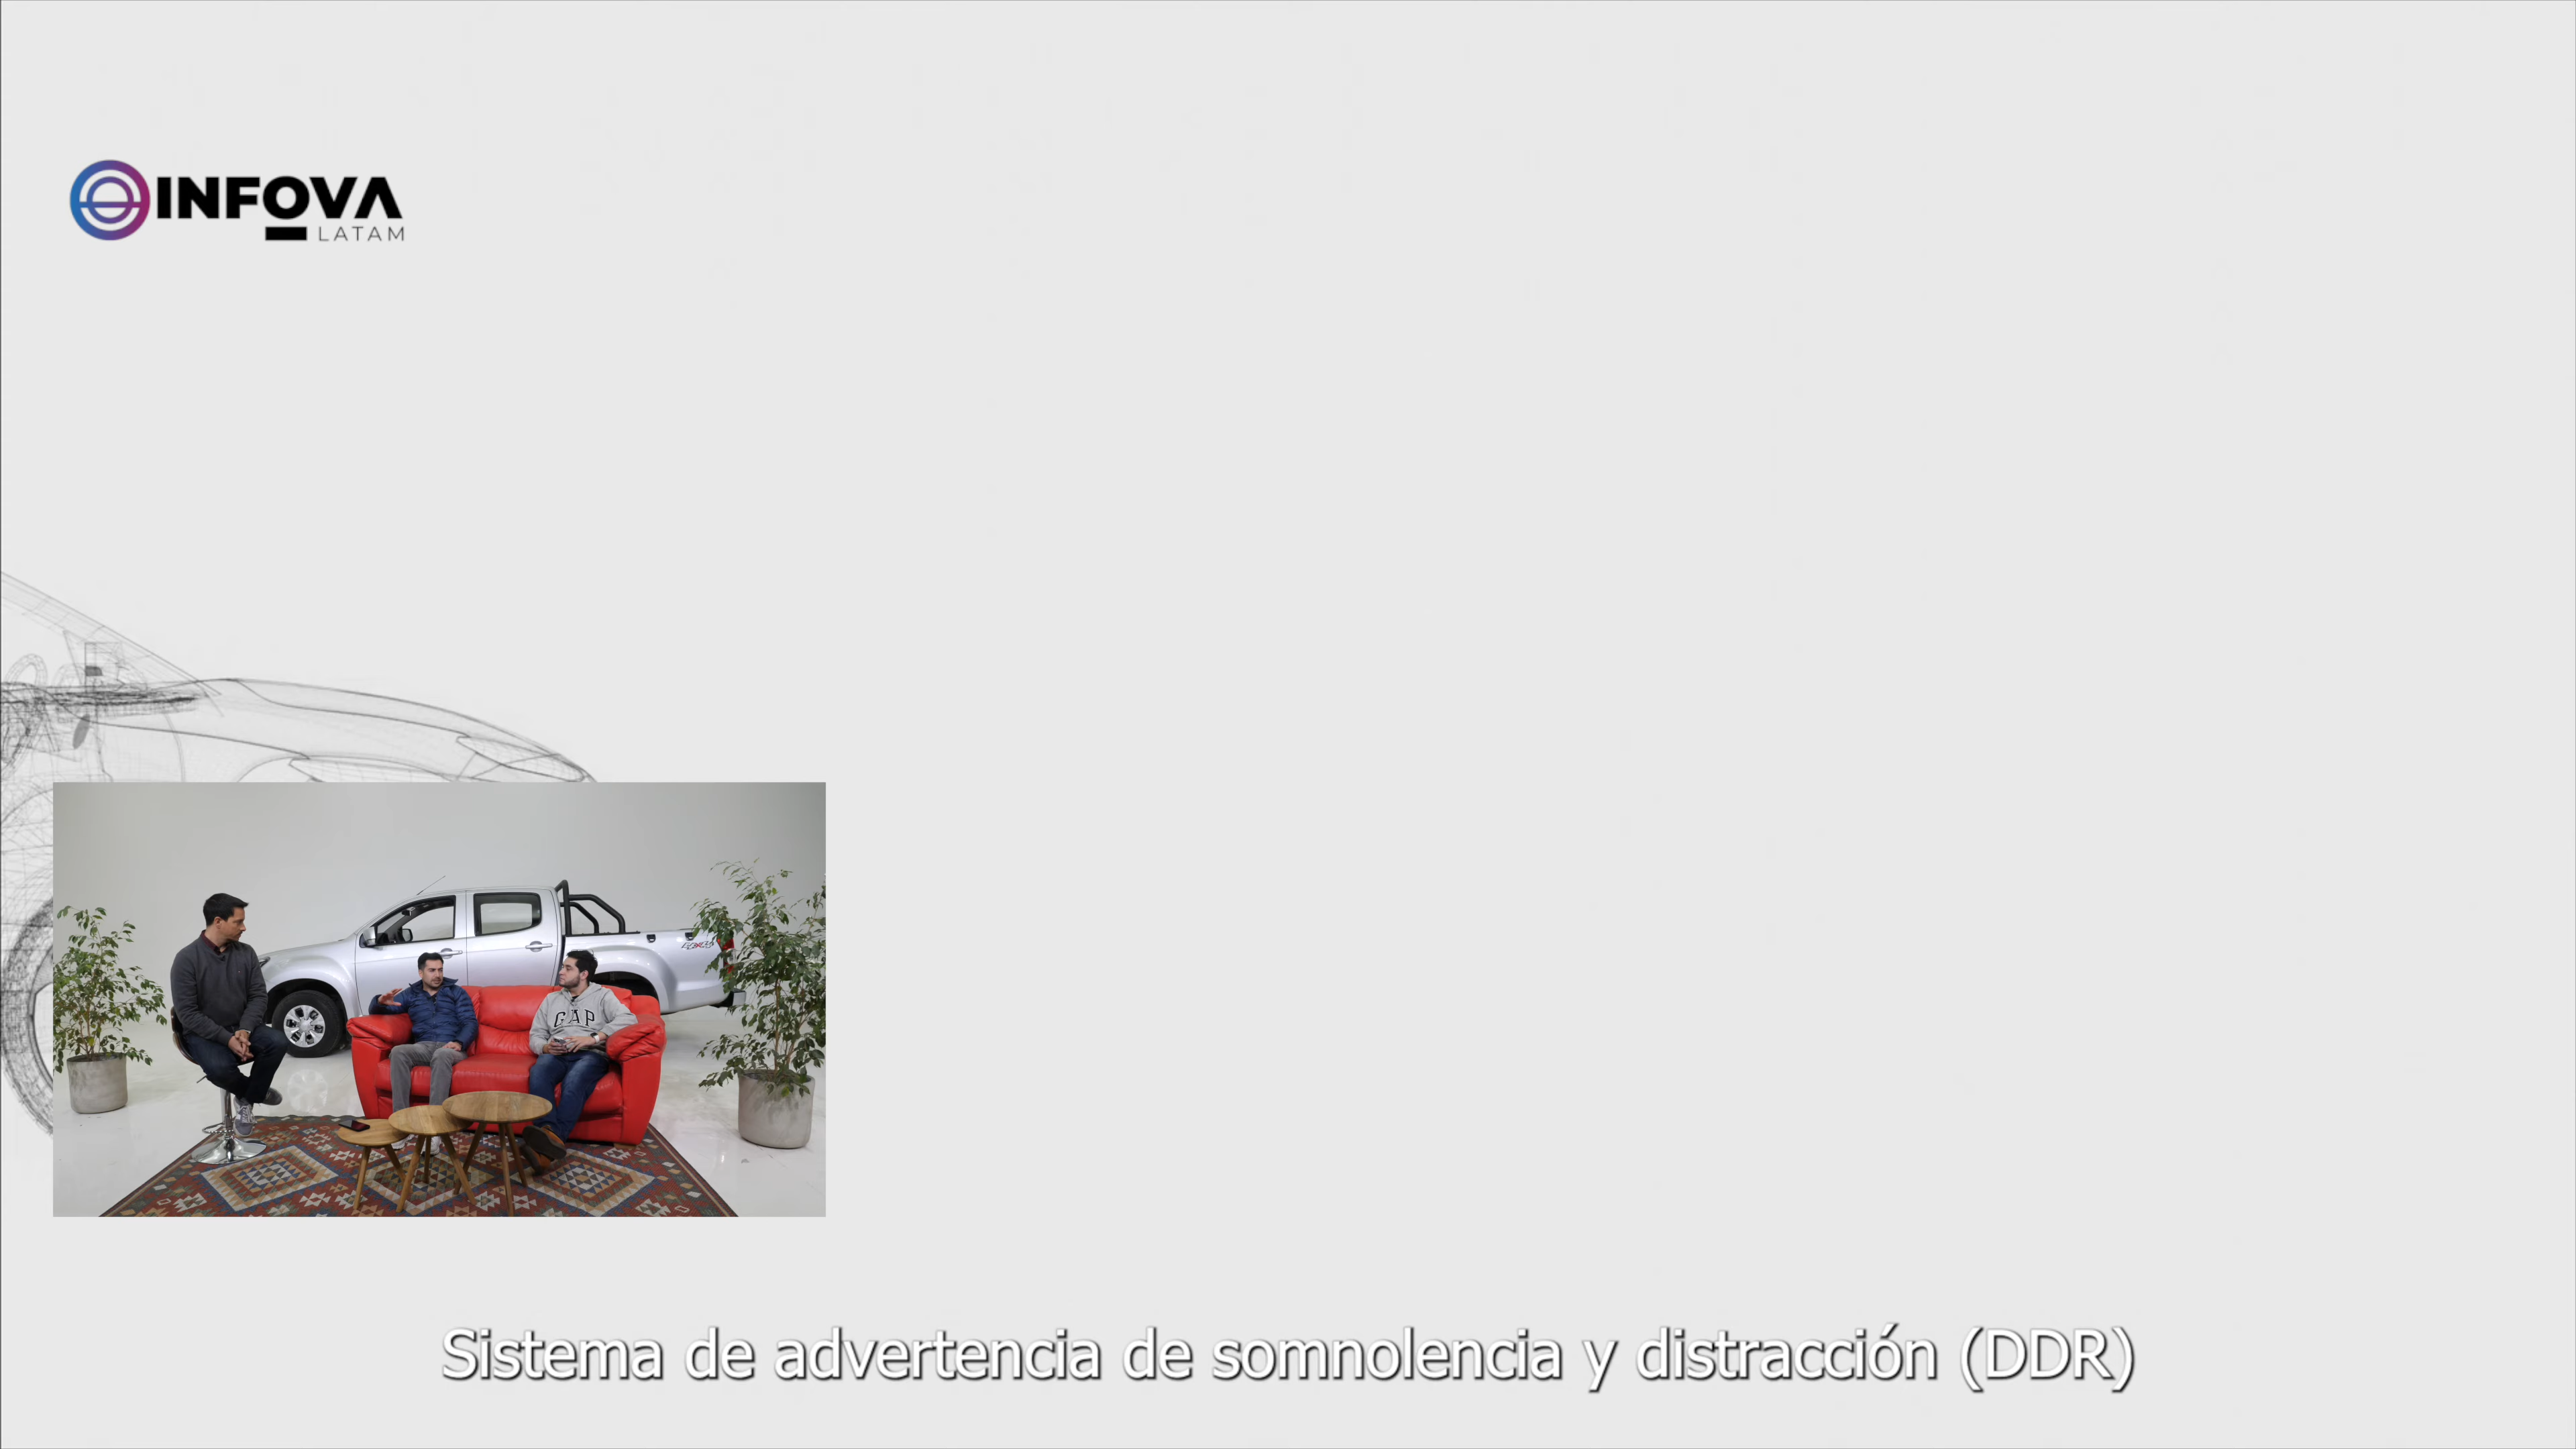 INFOVA
LATAM
GAP
Sistema de advertencia de somnolencia y distracción (DDR)